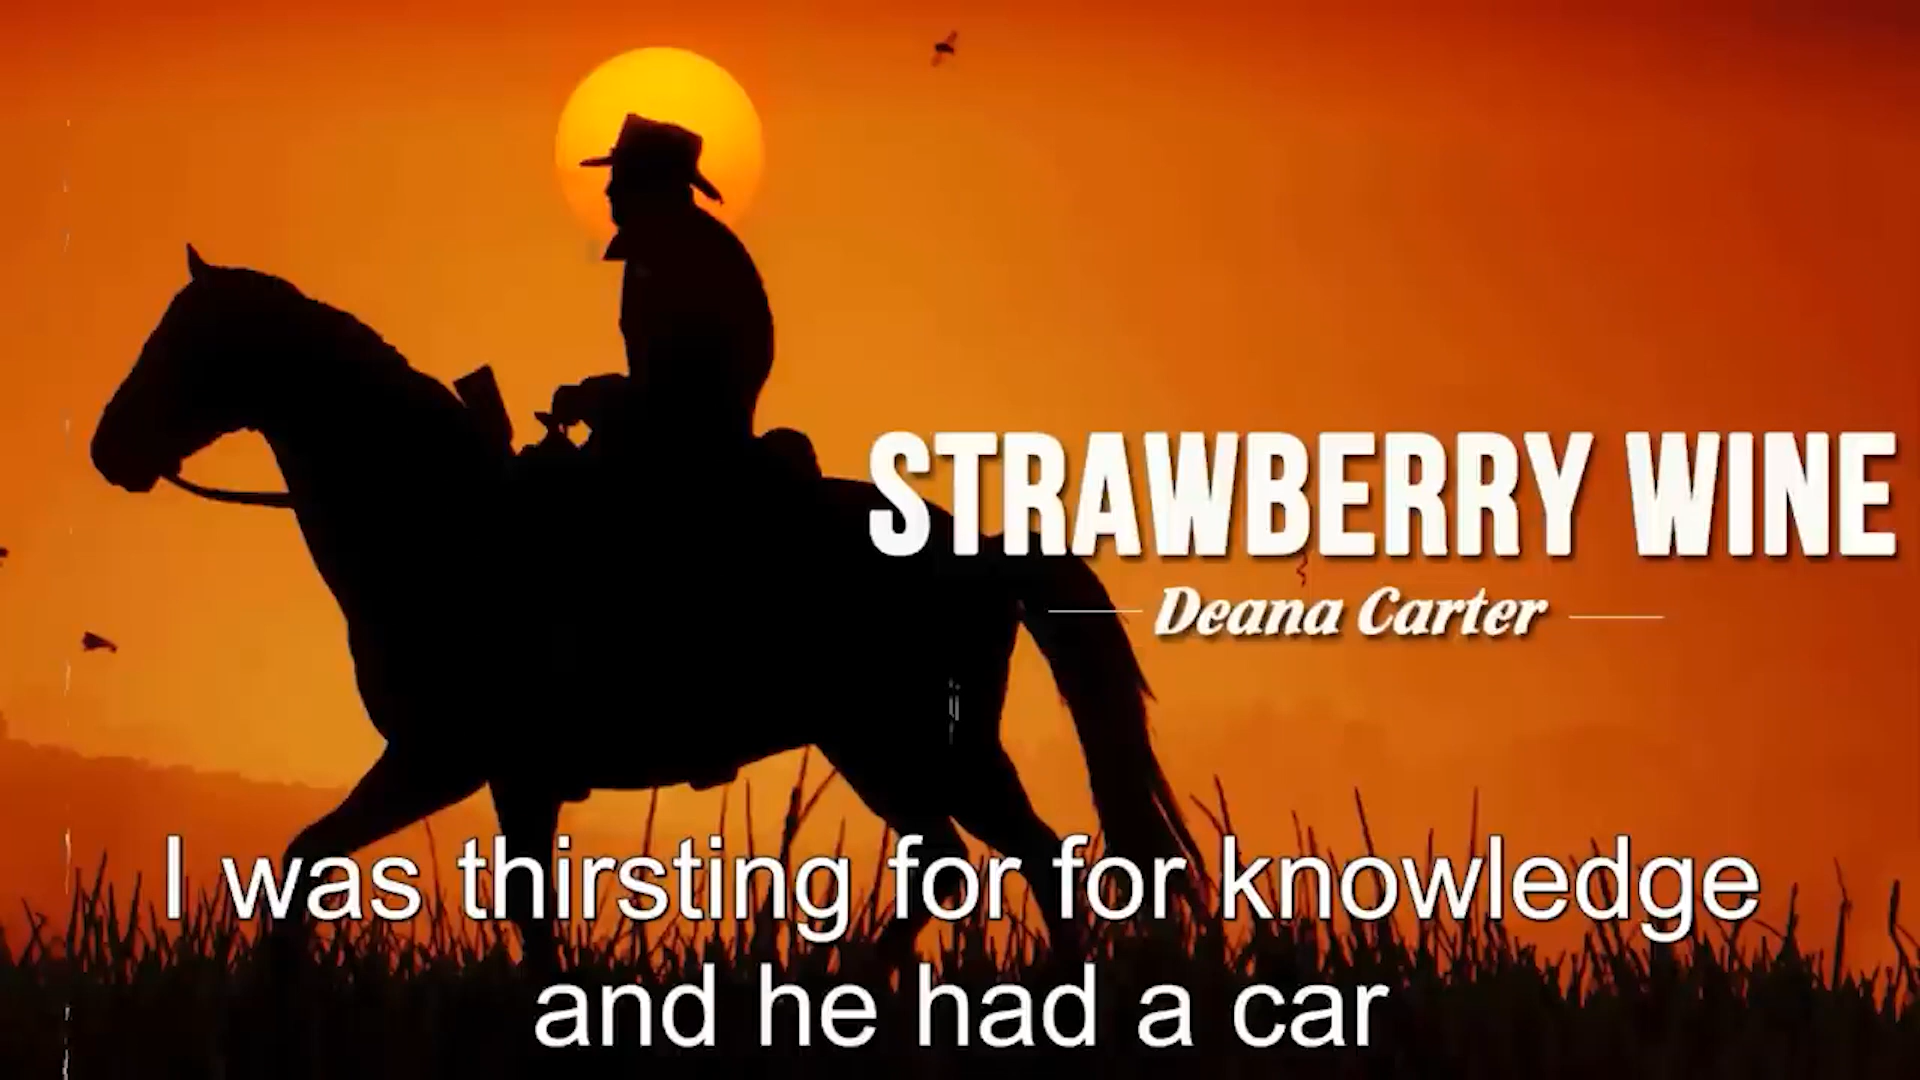 STRAWBERRY WINE
Deana Carter
I was thirsting for for knowledge
and he had a car